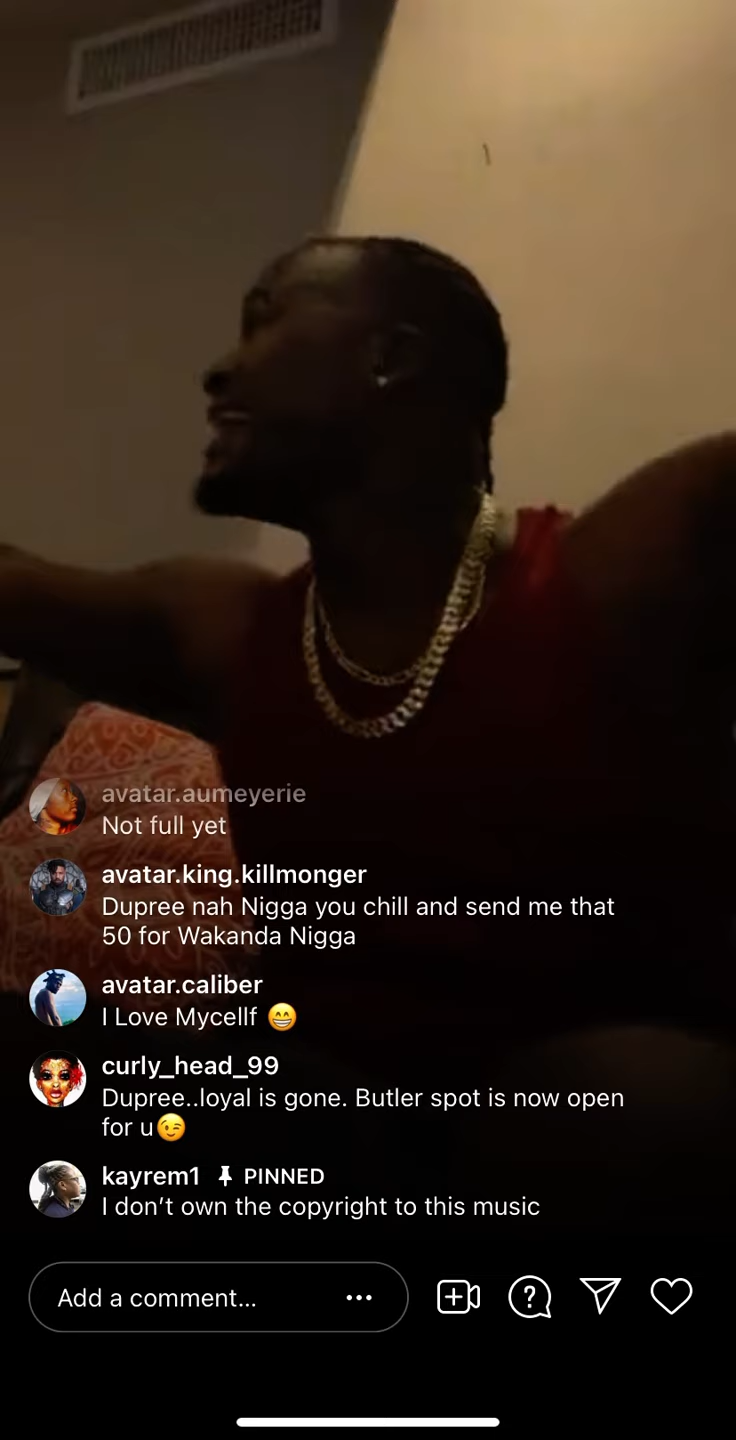 avatar.aumeyerie
Not full yet
avatar.king.killmonger
Dupree nah Nigga you chill and send me that
50 for Wakanda Nigga
avatar.caliber
I Love Mycellf 😁
curly_head_99
Dupree..loyal is gone. Butler spot is now open
for u😉
kayrem1 PINNED
I don’t own the copyright to this music
Add a comment...